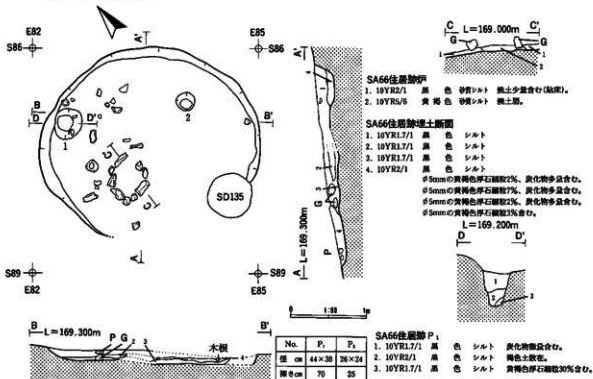 E82
E85
S86
S86
A'
B
D
D'
B'
1
2
C'
C
SD135
A
S89
S89
E82
E85
A'
L=169.300m
A
G
P
C
C'
L=169.000m
G
G
SA66住居跡炉
1. 10YR2/1 黒 色 砂質シルト 焼土少量含む(貼床)。
2. 10YR5/6 黄 褐 色 砂質シルト 焼土層。
SA66住居跡埋土断面
1. 10YR1.7/1 黒 色 シルト
2. 10YR1.7/1 黒 色 シルト
3. 10YR1.7/1 黒 色 シルト
4. 10YR2/1 黒 色 シルト
φ5mmの黄褐色浮石細粒2%、炭化物多量含む。
φ5mmの黄褐色浮石細粒7%、炭化物多量含む。
φ5mmの黄褐色浮石細粒2%、炭化物多量含む。
φ5mmの黄褐色浮石細粒3%含む。
L=169.200m
D
D'
1
2
3
B
L=169.300m
B'
P G
2
3
木根
4
0
1m
No. P₁ P₂
径 cm 44×38 26×24
深さcm 70 25
SA66住居跡 P₁
1. 10YR1.7/1 黒 色 シルト 炭化物微量含む。
2. 10YR2/1 黒 色 シルト 褐色土散在。
3. 10YR1.7/1 黒 色 シルト 黄褐色浮石細粒30%含む。